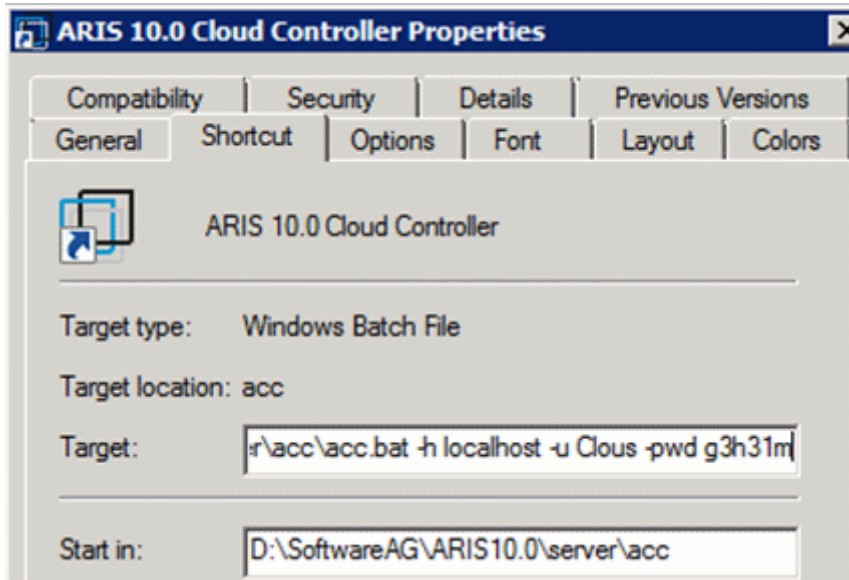 ARIS 10.0 Cloud Controller Properties
Compatibility Security Details Previous Versions
General Shortcut Options Font Layout Colors
ARIS 10.0 Cloud Controller
Target type: Windows Batch File
Target location: acc
Target: r\acc\acc.bat -h localhost -u Clous -pwd g3h31m
Start in: D:\SoftwareAG\ARIS10.0\server\acc